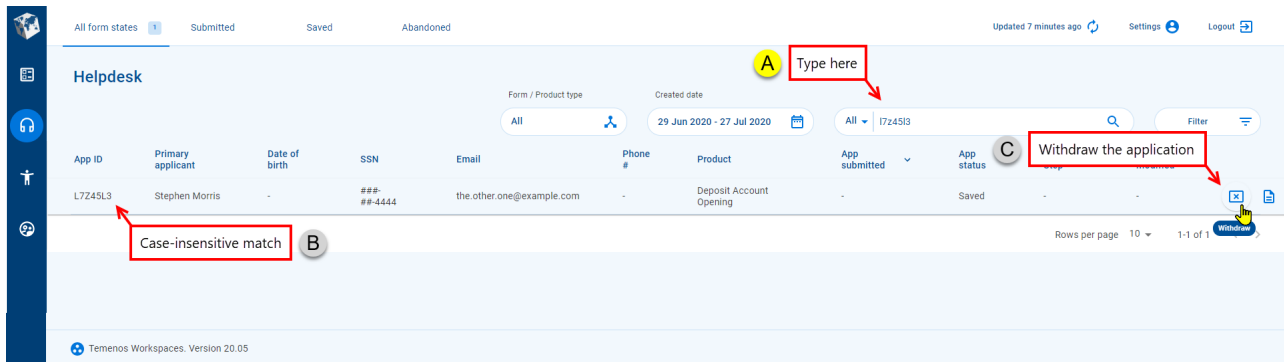 All form states 1 Submitted Saved Abandoned Updated 7 minutes ago Settings Logout
Helpdesk
A Type here
Form / Product type Created date
All 29 Jun 2020 - 27 Jul 2020 All l7z45l3 Filter
C Withdraw the application
App ID Primary applicant Date of birth SSN Email Phone # Product App submitted App status
L7Z45L3 Stephen Morris - ###-##-4444 the.other.one@example.com - Deposit Account Opening - Saved - -
Case-insensitive match B
Withdraw
Rows per page 10 1-1 of 1
Temenos Workspaces. Version 20.05